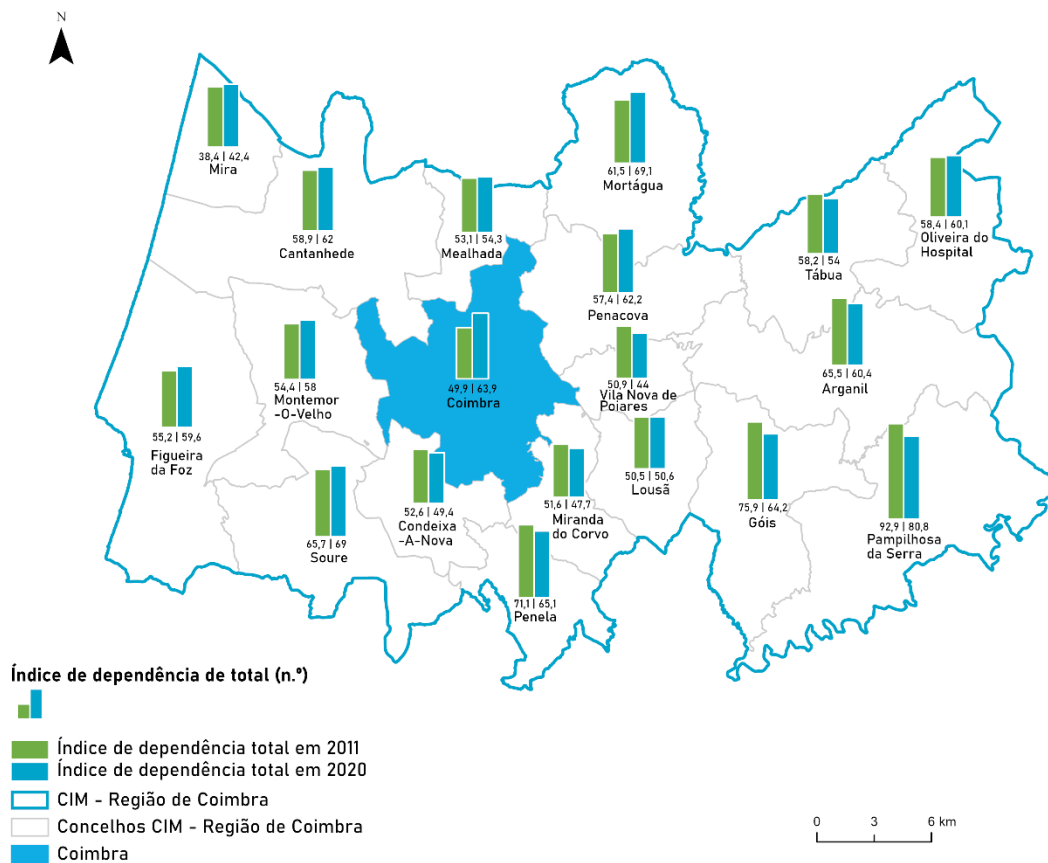 N
38,4 | 42,4
Mira
58,9 | 62
Cantanhede
53,1 | 54,3
Mealhada
61,5 | 69,1
Mortágua
58,2 | 54
Tábua
58,4 | 60,1
Oliveira do
Hospital
57,4 | 62,2
Penacova
54,4 | 58
Montemor
-O-Velho
49,9 | 63,9
Coimbra
50,9 | 44
Vila Nova de
Poiares
65,5 | 60,4
Arganil
55,2 | 59,6
Figueira
da Foz
65,7 | 69
Soure
52,6 | 49,4
Condeixa
-A-Nova
51,6 | 47,7
Miranda
do Corvo
50,5 | 50,6
Lousã
75,9 | 64,2
Góis
92,9 | 80,8
Pampilhosa
da Serra
71,1 | 65,1
Penela
Índice de dependência de total (n.º)
Índice de dependência total em 2011
Índice de dependência total em 2020
CIM - Região de Coimbra
Concelhos CIM - Região de Coimbra
Coimbra
0 3 6 km